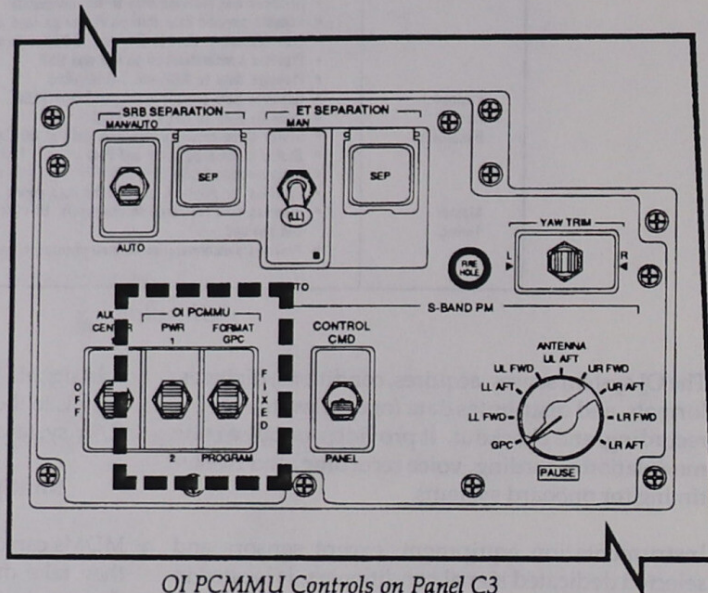 SRB SEPARATION
MAN/AUTO
SEP
AUTO
ET SEPARATION
MAN
SEP
(LL)
YAW TRIM
L
R
FIRE
HOLE
S-BAND PM
OI PCMMU
PWR
1
FORMAT
GPC
OFF
FIXED
2
PROGRAM
CONTROL
CMD
PANEL
ANTENNA
UL AFT
UL FWD
UR FWD
LL AFT
UR AFT
LL FWD
LR FWD
GPC
LR AFT
PAUSE
OI PCMMU Controls on Panel C3